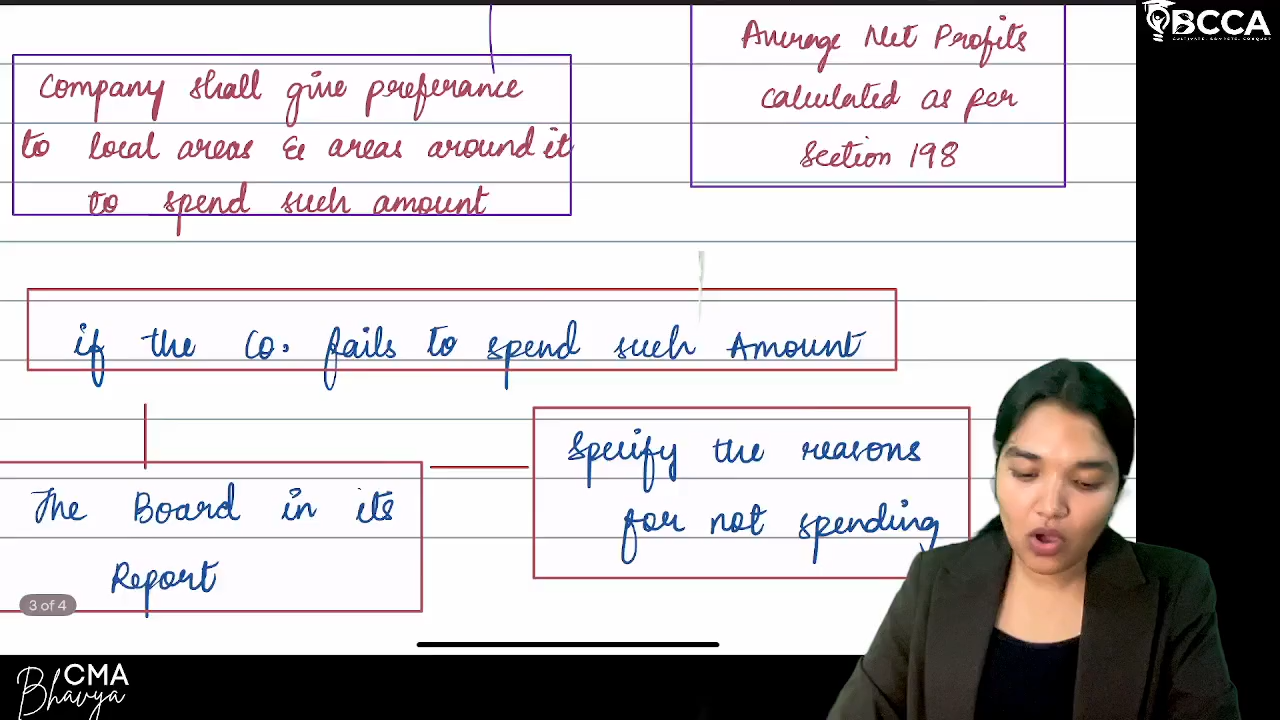 BCCA
Average Net Profits
calculated as per
Section 198
Company shall give preferance
to local areas & areas around it
to spend such amount
if the Co. fails to spend such Amount
Specify the reasons
for not spending
The Board in its
Report
3 of 4
CMA
Bhavya